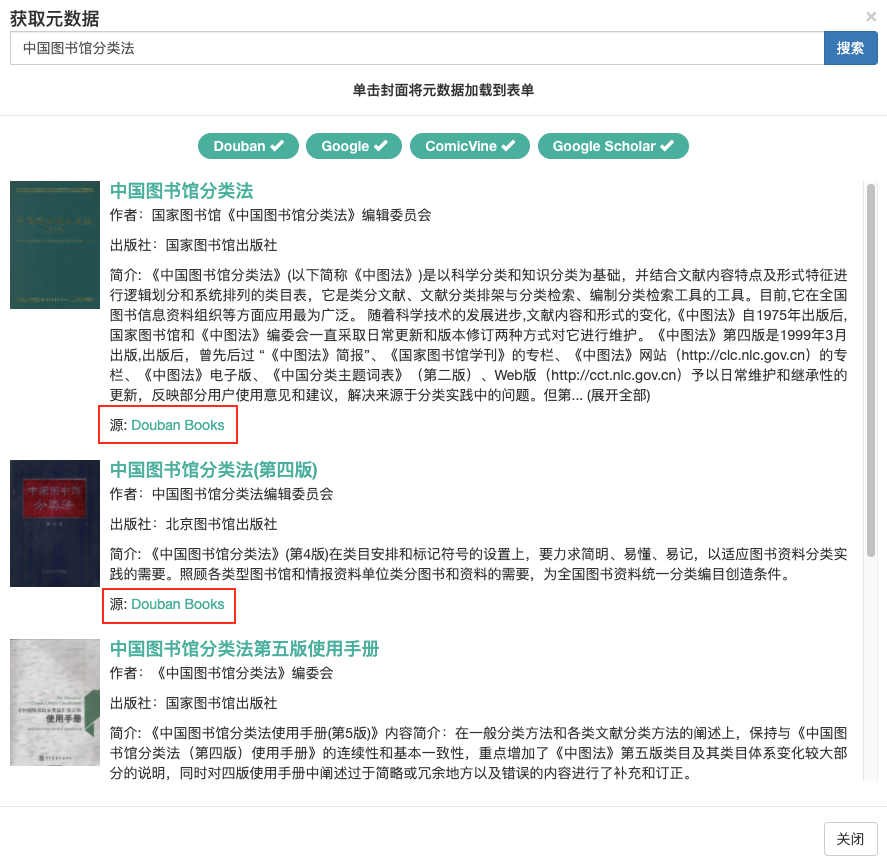 获取元数据
×
中国图书馆分类法
搜索
单击封面将元数据加载到表单
Douban ✔ Google ✔ ComicVine ✔ Google Scholar ✔
中国图书馆分类法
作者：国家图书馆《中国图书馆分类法》编辑委员会
出版社：国家图书馆出版社
简介: 《中国图书馆分类法》(以下简称《中图法》)是以科学分类和知识分类为基础，并结合文献内容特点及形式特征进
行逻辑划分和系统排列的类目表，它是类分文献、文献分类排架与分类检索、编制分类检索工具的工具。目前,它在全国
图书信息资料组织等方面应用最为广泛。 随着科学技术的发展进步,文献内容和形式的变化,《中图法》自1975年出版后,
国家图书馆和《中图法》编委会一直采取日常更新和版本修订两种方式对它进行维护。《中图法》第四版是1999年3月
出版,出版后，曾先后过 “《中图法》简报”、《国家图书馆学刊》的专栏、《中图法》网站（http://clc.nlc.gov.cn）的专
栏、《中图法》电子版、《中国分类主题词表》（第二版）、Web版（http://cct.nlc.gov.cn）予以日常维护和继承性的
更新，反映部分用户使用意见和建议，解决来源于分类实践中的问题。但第... (展开全部)
源: Douban Books
中国图书馆
分类法
中国图书馆分类法(第四版)
作者：中国图书馆分类法编辑委员会
出版社：北京图书馆出版社
简介: 《中国图书馆分类法》(第4版)在类目安排和标记符号的设置上，要力求简明、易懂、易记，以适应图书资料分类实
践的需要。照顾各类型图书馆和情报资料单位类分图书和资料的需要，为全国图书资料统一分类编目创造条件。
源: Douban Books
使用手册
中国图书馆分类法第五版使用手册
作者：《中国图书馆分类法》编委会
出版社：国家图书馆出版社
简介: 《中国图书馆分类法使用手册(第5版)》内容简介：在一般分类方法和各类文献分类方法的阐述上，保持与《中国图
书馆分类法（第四版）使用手册》的连续性和基本一致性，重点增加了《中图法》第五版类目及其类目体系变化较大部
分的说明，同时对四版使用手册中阐述过于简略或冗余地方以及错误的内容进行了补充和订正。
关闭